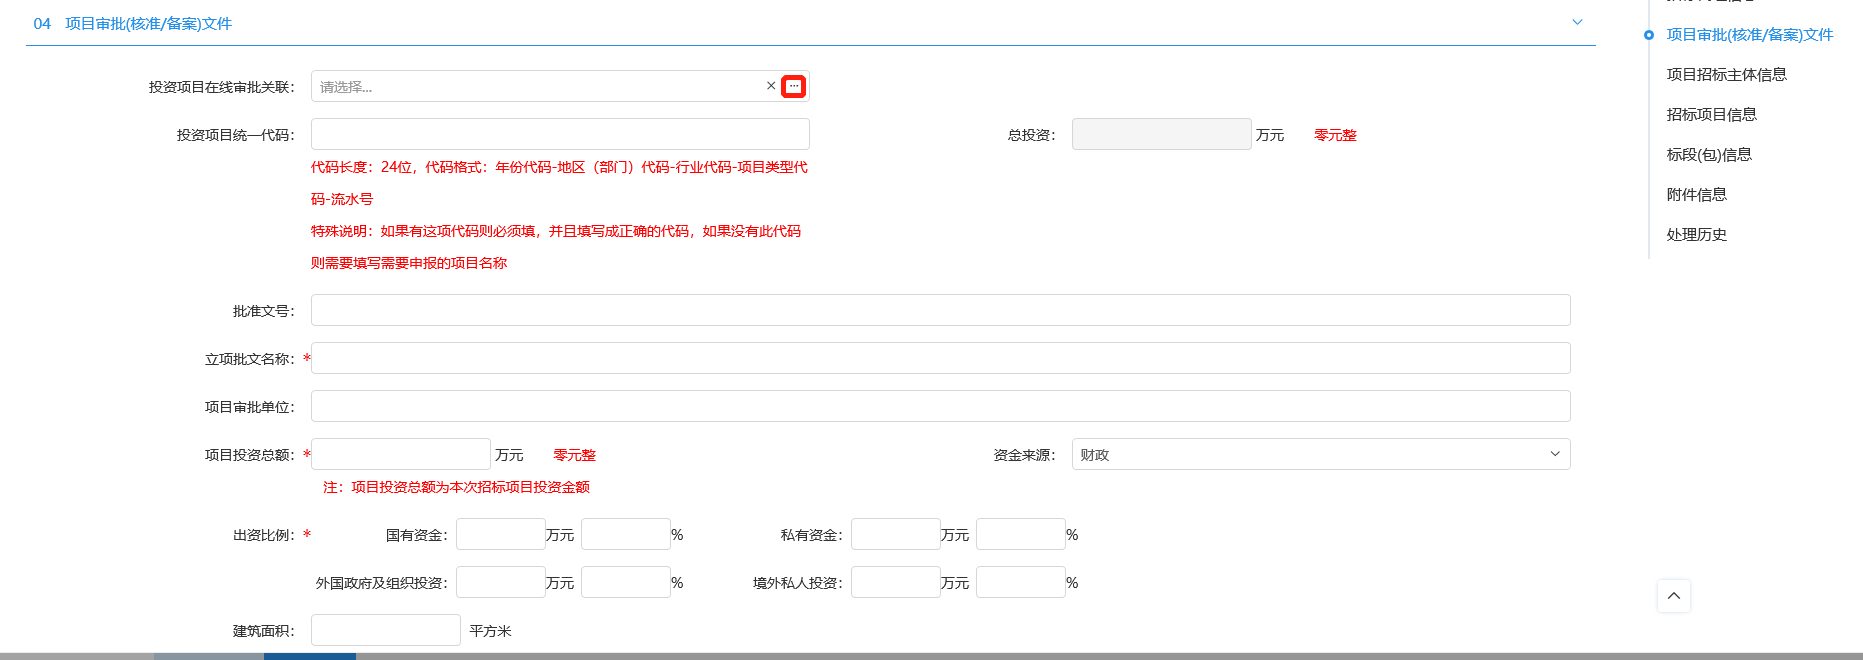 04 项目审批(核准/备案)文件
投资项目在线审批关联： 请选择...
投资项目统一代码： 总投资： 万元 零元整
代码长度：24位，代码格式：年份代码-地区（部门）代码-行业代码-项目类型代
码-流水号
特殊说明：如果有这项代码则必须填，并且填写成正确的代码，如果没有此代码
则需要填写需要申报的项目名称
批准文号：
立项批文名称：*
项目审批单位：
项目投资总额：* 万元 零元整 资金来源： 财政
注：项目投资总额为本次招标项目投资金额
出资比例：* 国有资金： 万元 % 私有资金： 万元 %
外国政府及组织投资： 万元 % 境外私人投资： 万元 %
建筑面积： 平方米
项目审批(核准/备案)文件
项目招标主体信息
招标项目信息
标段(包)信息
附件信息
处理历史